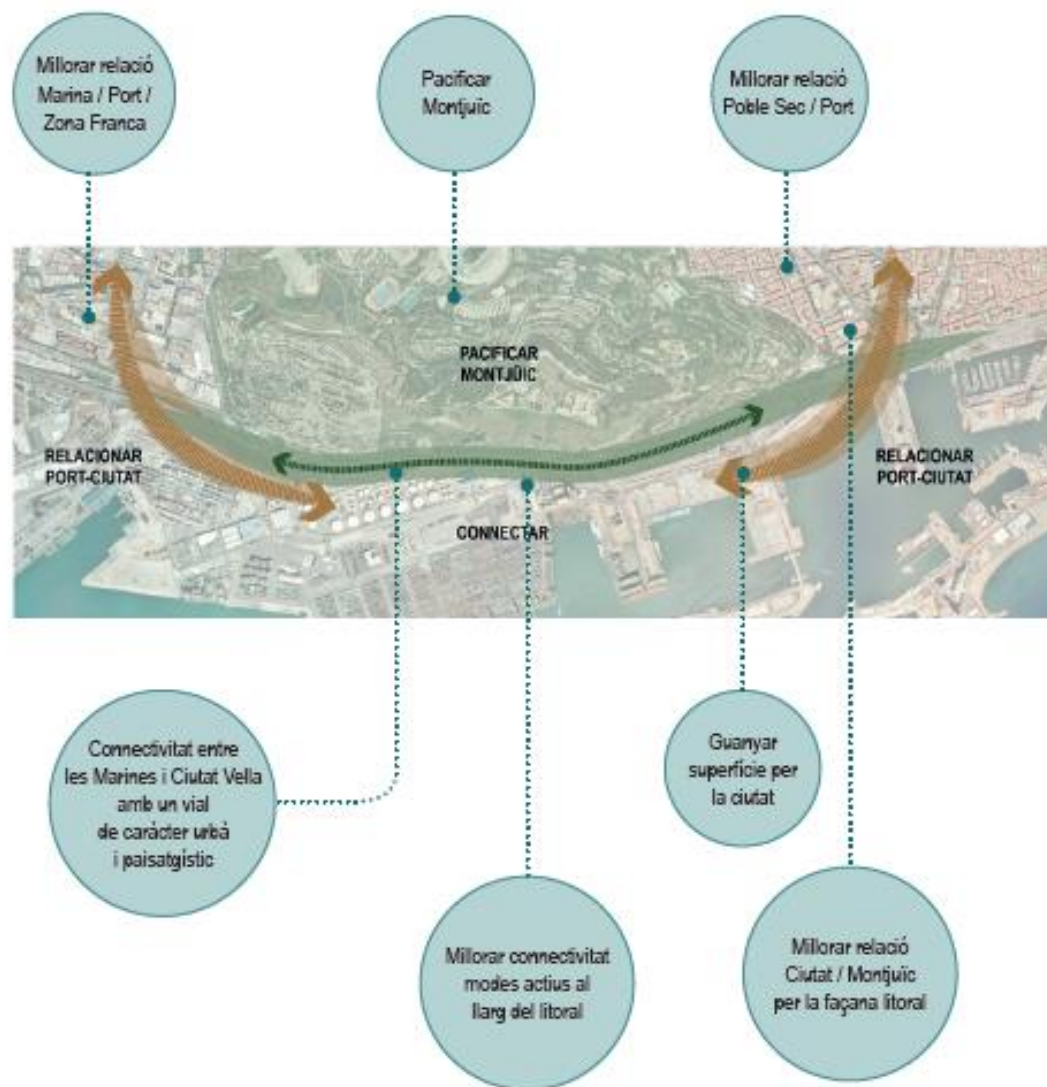 Millorar relació
Marina / Port /
Zona Franca
Pacificar
Montjuïc
Millorar relació
Poble Sec / Port
PACIFICAR
MONTJÜIC
RELACIONAR
PORT-CIUTAT
RELACIONAR
PORT-CIUTAT
CONNECTAR
Connectivitat entre
les Marines i Ciutat Vella
amb un vial
de caràcter urbà
i paisatgístic
Guanyar
superfície per
la ciutat
Millorar connectivitat
modes actius al
llarg del litoral
Millorar relació
Ciutat / Montjuïc
per la façana litoral